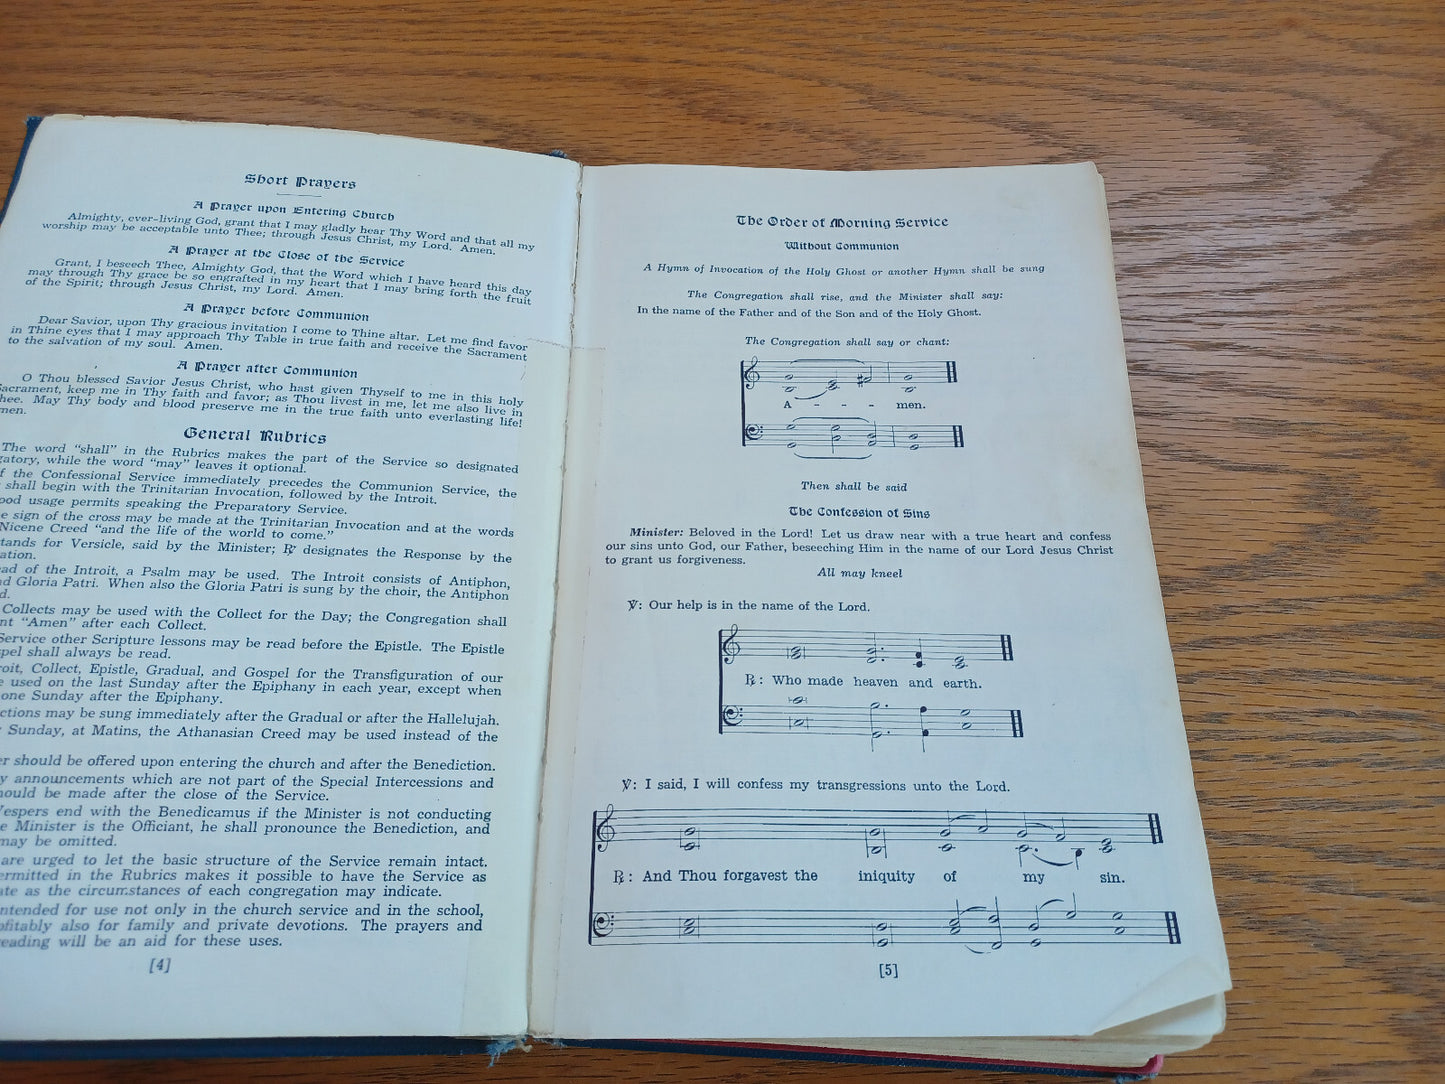 Short Prayers
A Prayer upon Entering Church
Almighty, ever-living God, grant that I may gladly hear Thy Word and that all my
worship may be acceptable unto Thee; through Jesus Christ, my Lord. Amen.
A Prayer at the Close of the Service
Grant, I beseech Thee, Almighty God, that the Word which I have heard this day
may through Thy grace be so engrafted in my heart that I may bring forth the fruit
of the Spirit; through Jesus Christ, my Lord. Amen.
A Prayer before Communion
Dear Savior, upon Thy gracious invitation I come to Thine altar. Let me find favor
in Thine eyes that I may approach Thy Table in true faith and receive the Sacrament
to the salvation of my soul. Amen.
A Prayer after Communion
O Thou blessed Savior Jesus Christ, who hast given Thyself to me in this holy
Sacrament, keep me in Thy faith and favor; as Thou livest in me, let me also live in
hee. May Thy body and blood preserve me in the true faith unto everlasting life!
men.
General Rubrics
The word "shall" in the Rubrics makes the part of the Service so designated
gatory, while the word "may" leaves it optional.
f the Confessional Service immediately precedes the Communion Service, the
shall begin with the Trinitarian Invocation, followed by the Introit.
ood usage permits speaking the Preparatory Service.
e sign of the cross may be made at the Trinitarian Invocation and at the words
Nicene Creed "and the life of the world to come."
tands for Versicle, said by the Minister; ℟ designates the Response by the
ation.
ead of the Introit, a Psalm may be used. The Introit consists of Antiphon,
nd Gloria Patri. When also the Gloria Patri is sung by the choir, the Antiphon
d.
Collects may be used with the Collect for the Day; the Congregation shall
nt "Amen" after each Collect.
Service other Scripture lessons may be read before the Epistle. The Epistle
spel shall always be read.
roit, Collect, Epistle, Gradual, and Gospel for the Transfiguration of our
e used on the last Sunday after the Epiphany in each year, except when
one Sunday after the Epiphany.
ctions may be sung immediately after the Gradual or after the Hallelujah.
Sunday, at Matins, the Athanasian Creed may be used instead of the
er should be offered upon entering the church and after the Benediction.
y announcements which are not part of the Special Intercessions and
hould be made after the close of the Service.
Vespers end with the Benedicamus if the Minister is not conducting
e Minister is the Officiant, he shall pronounce the Benediction, and
may be omitted.
are urged to let the basic structure of the Service remain intact.
ermitted in the Rubrics makes it possible to have the Service as
ate as the circumstances of each congregation may indicate.
ntended for use not only in the church service and in the school,
ofitably also for family and private devotions. The prayers and
reading will be an aid for these uses.
[4]
The Order of Morning Service
Without Communion
A Hymn of Invocation of the Holy Ghost or another Hymn shall be sung
The Congregation shall rise, and the Minister shall say:
In the name of the Father and of the Son and of the Holy Ghost.
The Congregation shall say or chant:
A - - - men.
Then shall be said
The Confession of Sins
Minister: Beloved in the Lord! Let us draw near with a true heart and confess
our sins unto God, our Father, beseeching Him in the name of our Lord Jesus Christ
to grant us forgiveness.
All may kneel
℣: Our help is in the name of the Lord.
℟: Who made heaven and earth.
℣: I said, I will confess my transgressions unto the Lord.
℟: And Thou forgavest the iniquity of my sin.
[5]